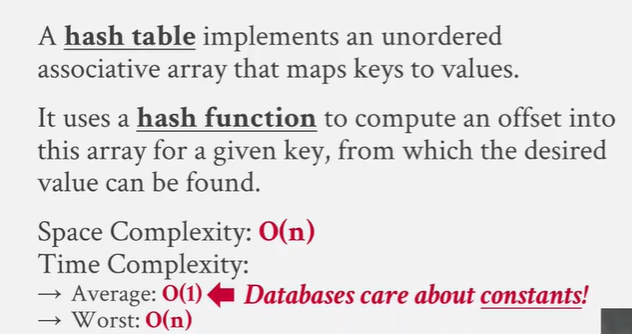 A hash table implements an unordered
associative array that maps keys to values.
It uses a hash function to compute an offset into
this array for a given key, from which the desired
value can be found.
Space Complexity: O(n)
Time Complexity:
→ Average: O(1) ⬅ Databases care about constants!
→ Worst: O(n)